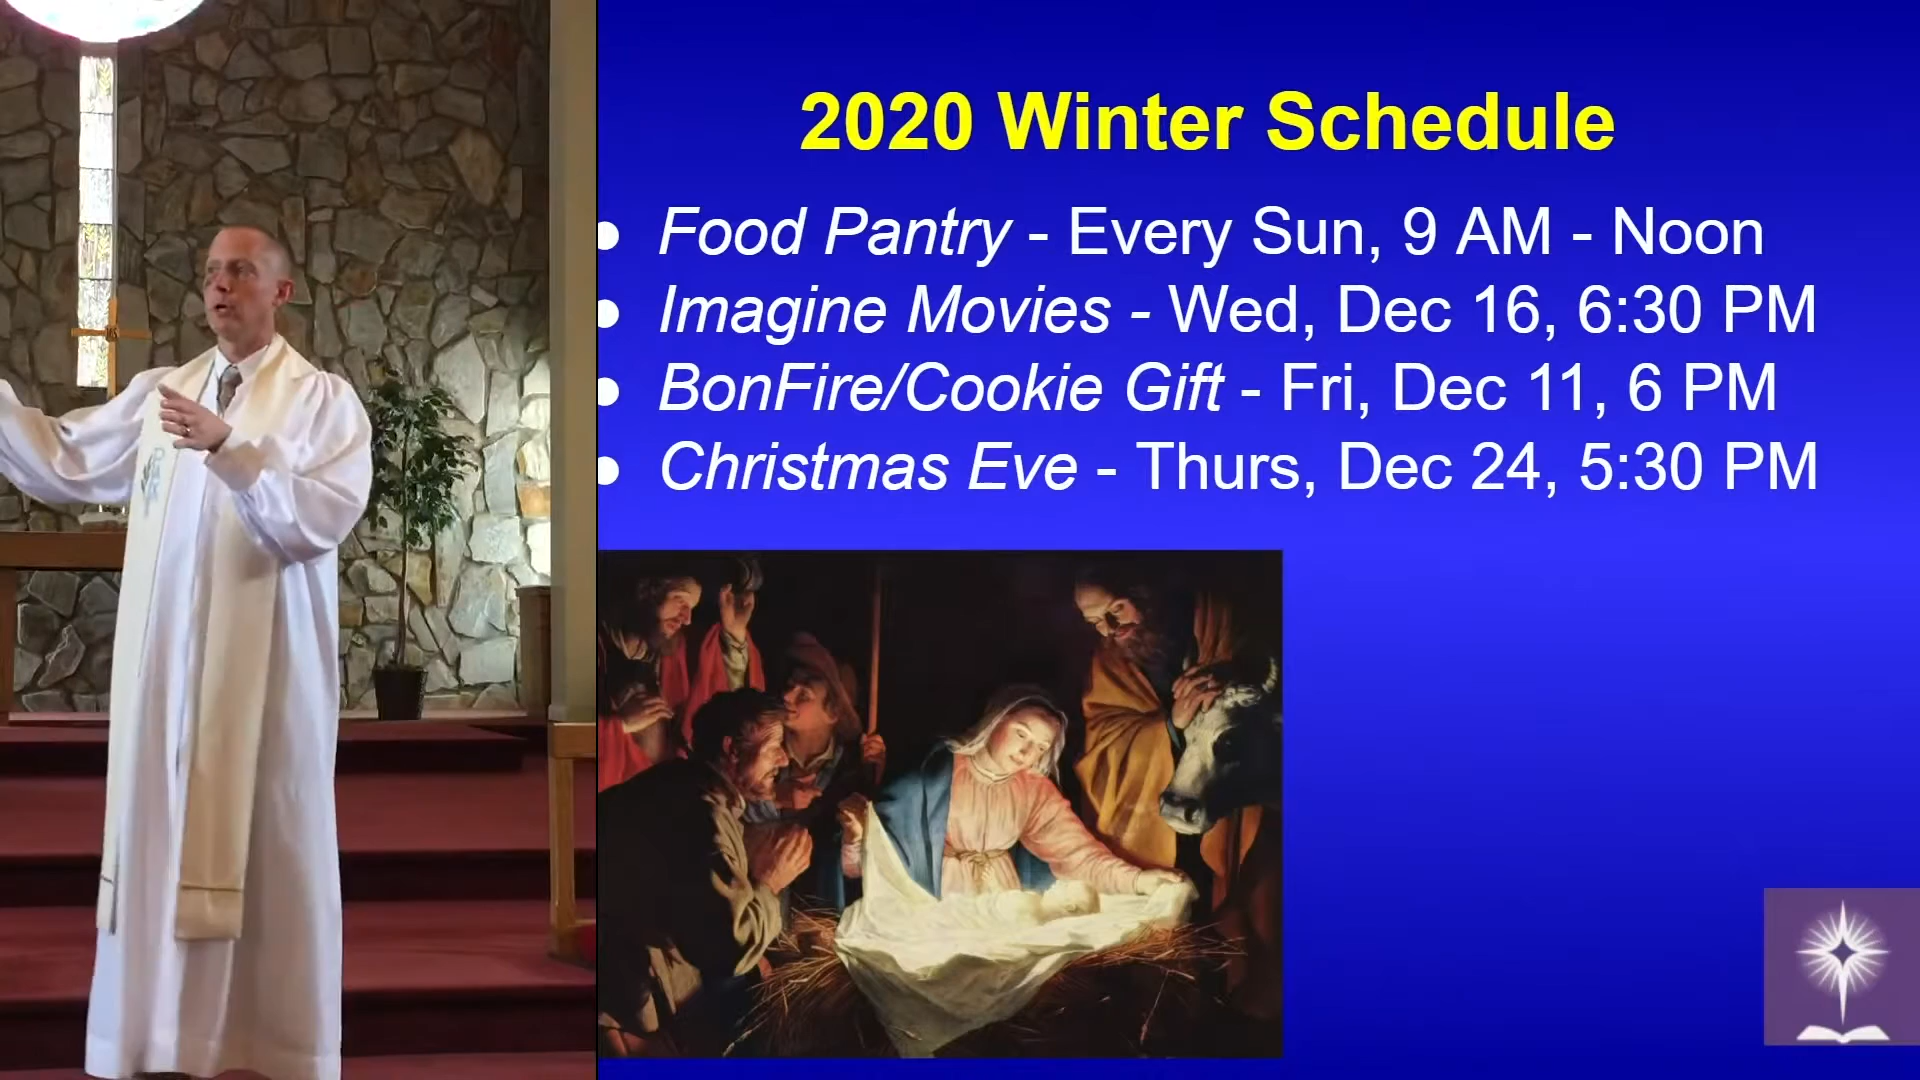 2020 Winter Schedule
• Food Pantry - Every Sun, 9 AM - Noon
• Imagine Movies - Wed, Dec 16, 6:30 PM
• BonFire/Cookie Gift - Fri, Dec 11, 6 PM
• Christmas Eve - Thurs, Dec 24, 5:30 PM